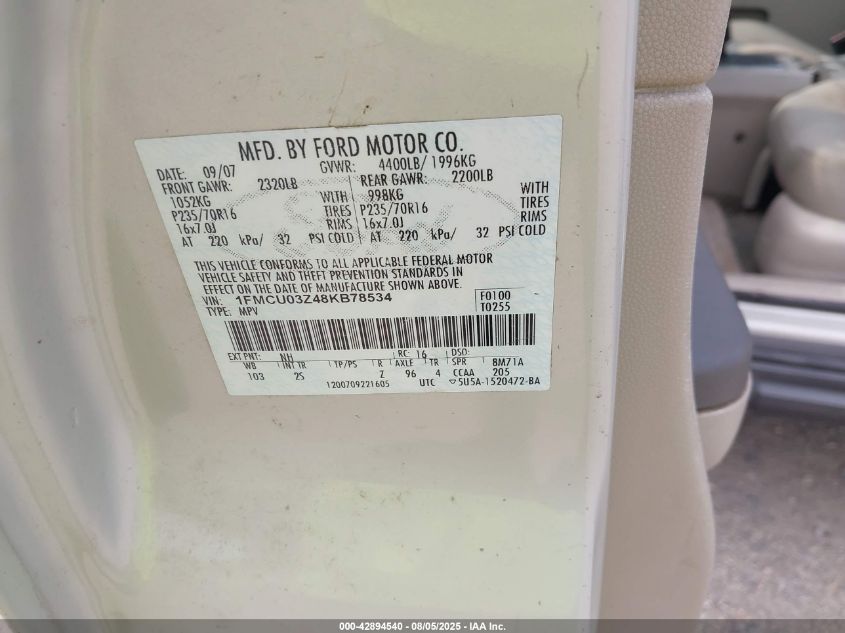 MFD. BY FORD MOTOR CO.
DATE: 09/07 GVWR: 4400LB/ 1996KG
FRONT GAWR: 2320LB REAR GAWR: 2200LB
1052KG WITH 998KG WITH
P235/70R16 TIRES P235/70R16 TIRES
16x7.0J RIMS 16x7.0J RIMS
AT 220 kPa/ 32 PSI COLD AT 220 kPa/ 32 PSI COLD
THIS VEHICLE CONFORMS TO ALL APPLICABLE FEDERAL MOTOR
VEHICLE SAFETY AND THEFT PREVENTION STANDARDS IN
EFFECT ON THE DATE OF MANUFACTURE SHOWN ABOVE.
VIN: 1FMCU03Z48KB78534 F0100
TYPE: MPV T0255
EXT PNT: NH RC: 16 DSO:
WB INT TR TP/PS R AXLE TR SPR 8M71A
103 25 Z 96 4 CCAA 205
1200709221605 UTC 5U5A-1520472-BA
000-42894540 - 08/05/2025 - IAA Inc.